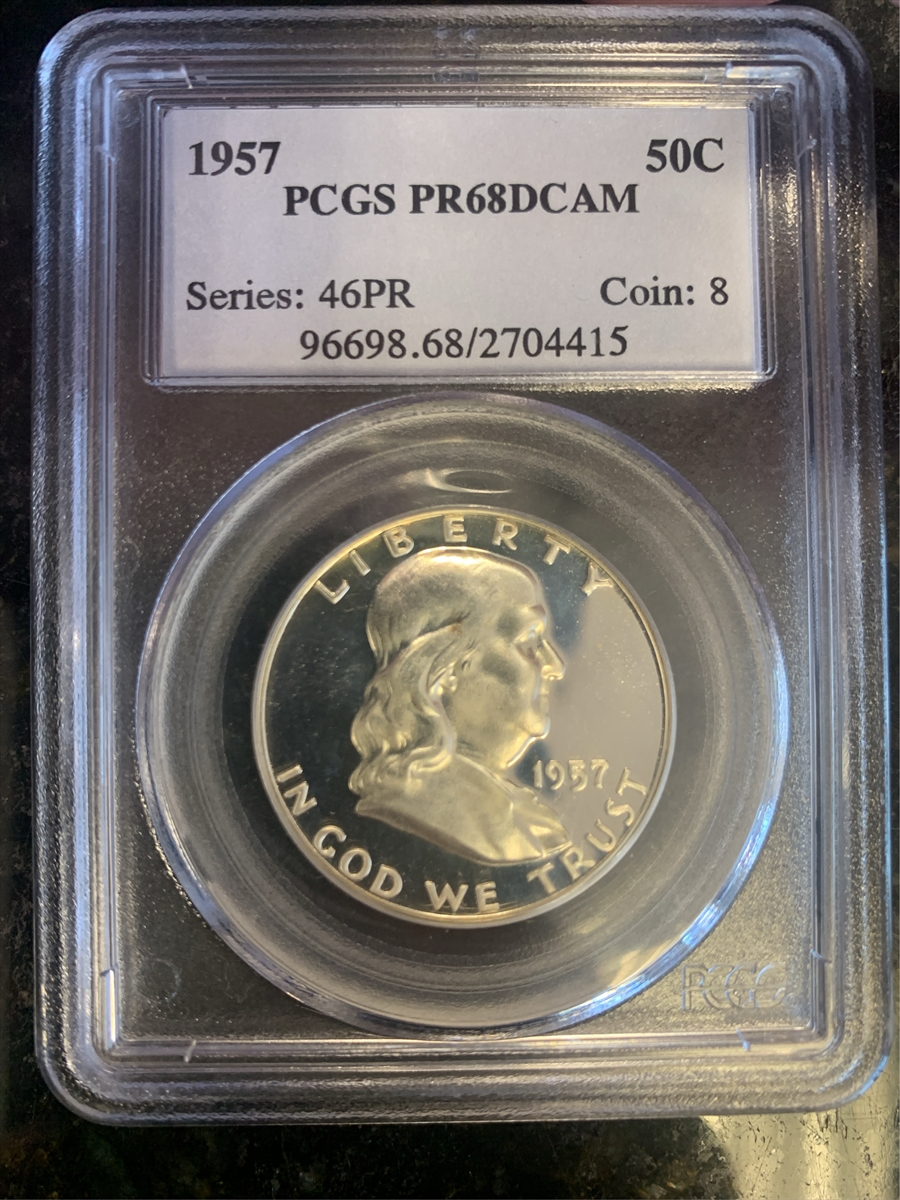 1957 50C
PCGS PR68DCAM
Series: 46PR Coin: 8
96698.68/2704415
LIBERTY
1957
IN GOD WE TRUST
PCGS